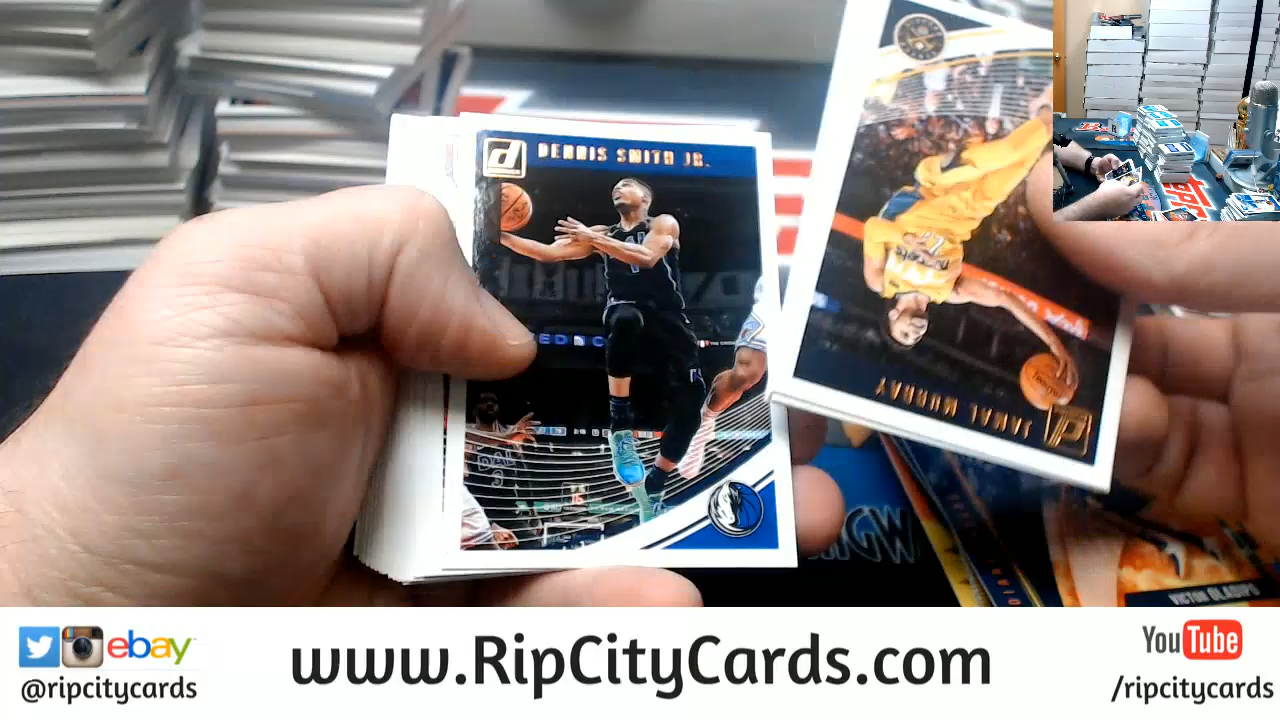 DENNIS SMITH JR.
JAMAL MURRAY
VICTOR OLADIPO
ebay
www.RipCityCards.com
@ripcitycards
YouTube
/ripcitycards